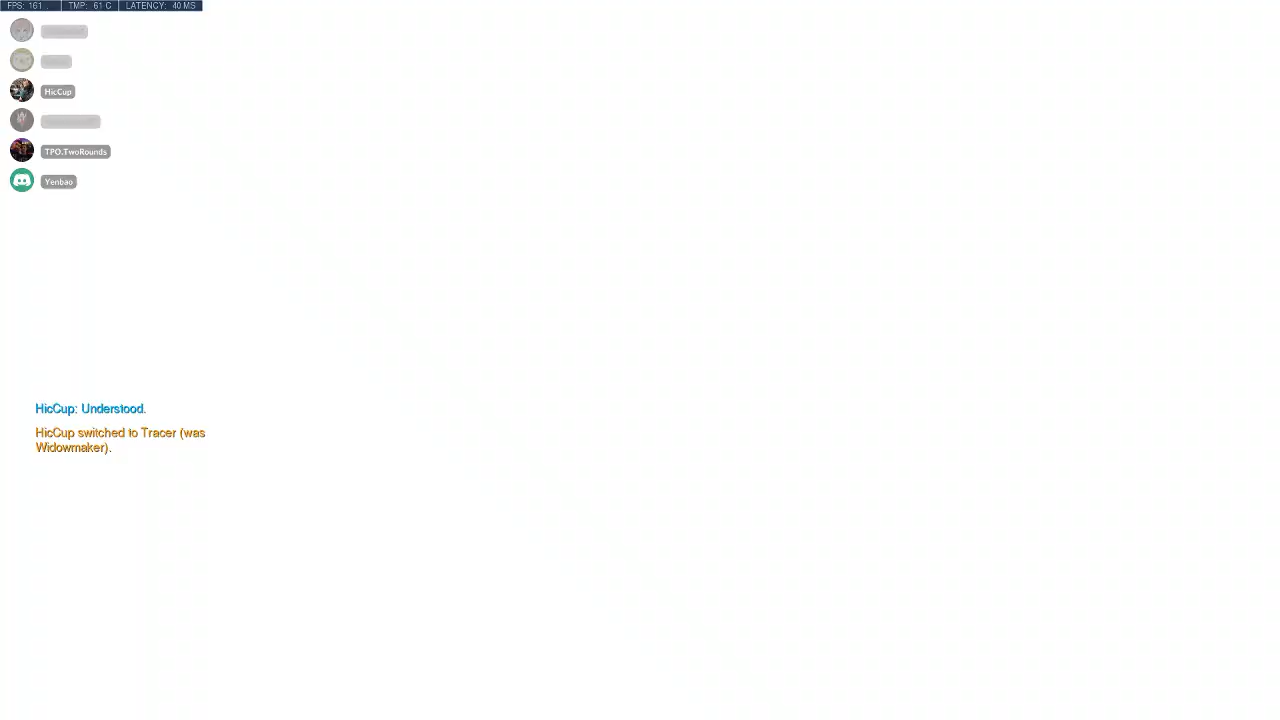 FPS: 161 TMP: 61 C LATENCY: 40 MS
HicCup
TPO.TwoRounds
Yenbao
HicCup: Understood.
HicCup switched to Tracer (was
Widowmaker).